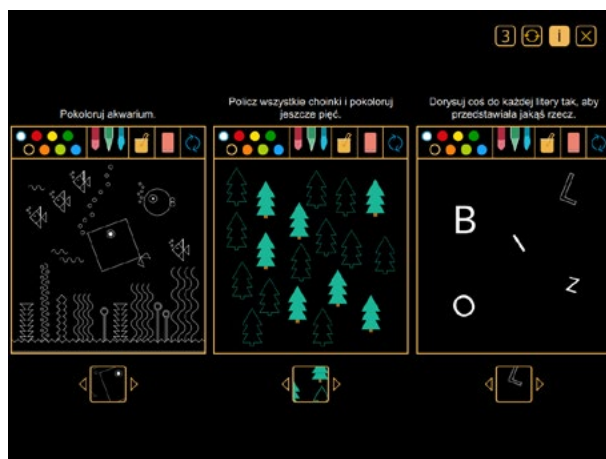 3 i
Pokoloruj akwarium.
Policz wszystkie choinki i pokoloruj
jeszcze pięć.
Dorysuj coś do każdej litery tak, aby
przedstawiała jakąś rzecz.
L
B
I
Z
O